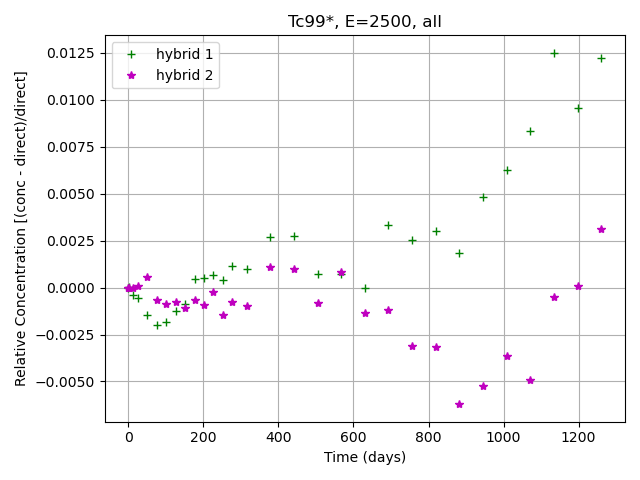 Tc99*, E=2500, all
hybrid 1
hybrid 2
0.0125
0.0100
0.0075
0.0050
0.0025
0.0000
−0.0025
−0.0050
Relative Concentration [(conc - direct)/direct]
0 200 400 600 800 1000 1200
Time (days)